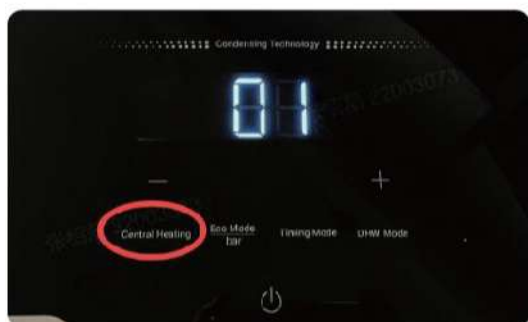 Condensing Technology
01
− +
Central Heating Eco Mode Timing Mode DHW Mode
bar